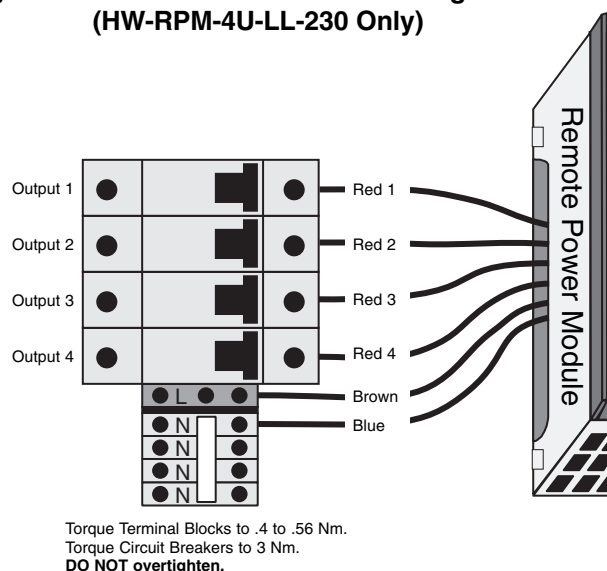 (HW-RPM-4U-LL-230 Only)
Output 1
Red 1
Output 2
Red 2
Output 3
Red 3
Output 4
Red 4
L
Brown
N
Blue
N
N
N
Remote Power Module
Torque Terminal Blocks to .4 to .56 Nm.
Torque Circuit Breakers to 3 Nm.
DO NOT overtighten.